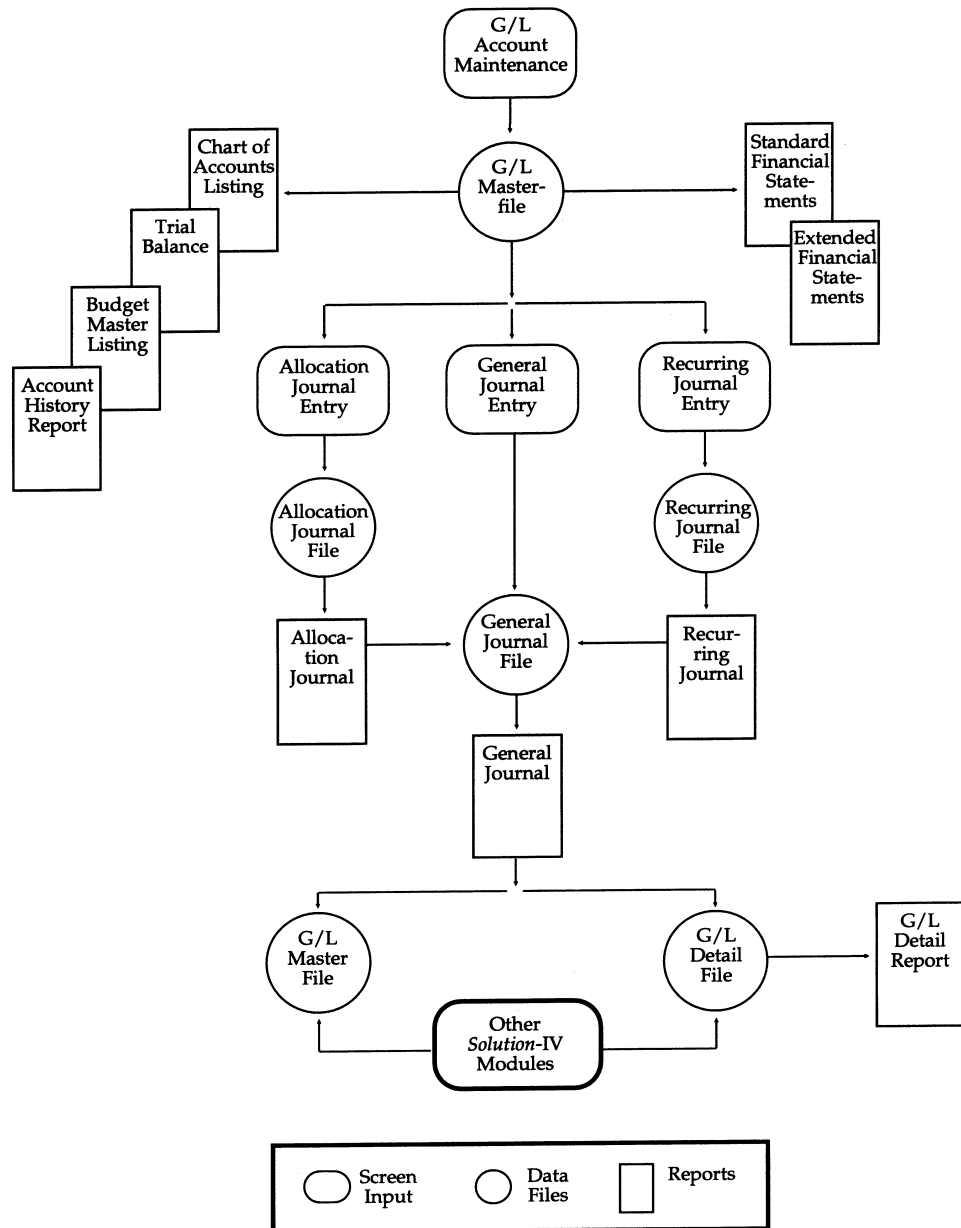 G/L
Account
Maintenance
Chart of
Accounts
Listing
G/L
Master-
file
Standard
Financial
State-
ments
Trial
Balance
Extended
Financial
State-
ments
Budget
Master
Listing
Account
History
Report
Allocation
Journal
Entry
General
Journal
Entry
Recurring
Journal
Entry
Allocation
Journal
File
Recurring
Journal
File
Alloca-
tion
Journal
General
Journal
File
Recur-
ring
Journal
General
Journal
G/L
Master
File
G/L
Detail
File
G/L
Detail
Report
Other
Solution-IV
Modules
Screen
Input
Data
Files
Reports